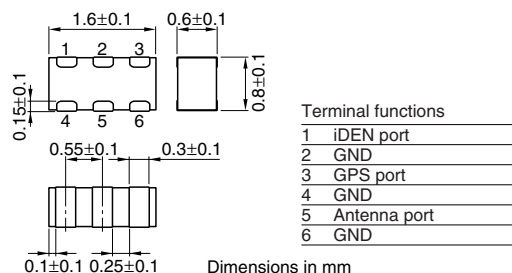 1.6±0.1
0.6±0.1
1 2 3
0.15±0.1
0.8±0.1
4 5 6
0.55±0.1
0.3±0.1
0.1±0.1
0.25±0.1
Dimensions in mm
Terminal functions
1 iDEN port
2 GND
3 GPS port
4 GND
5 Antenna port
6 GND